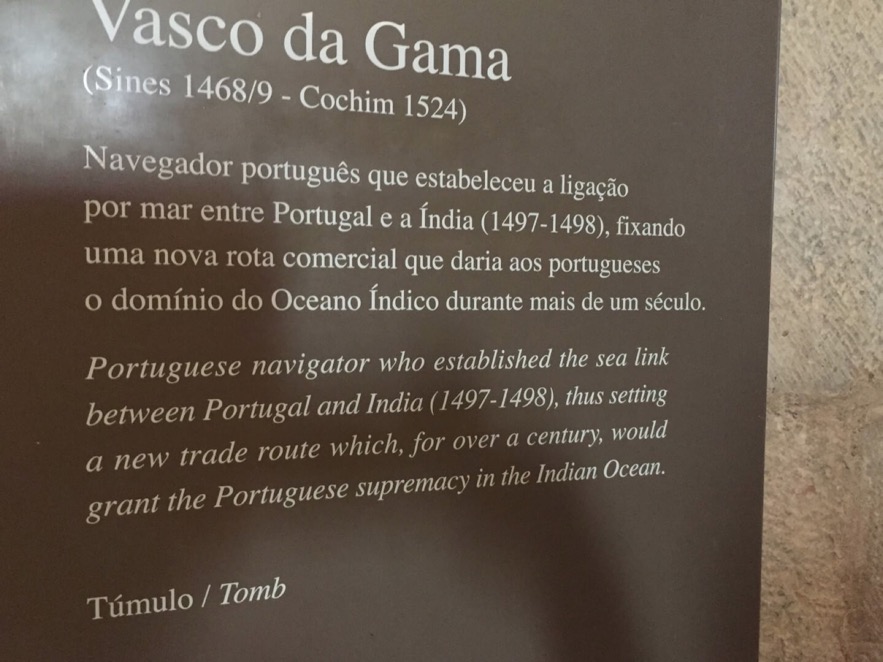 Vasco da Gama
(Sines 1468/9 - Cochim 1524)
Navegador português que estabeleceu a ligação
por mar entre Portugal e a Índia (1497-1498), fixando
uma nova rota comercial que daria aos portugueses
o domínio do Oceano Índico durante mais de um século.
Portuguese navigator who established the sea link
between Portugal and India (1497-1498), thus setting
a new trade route which, for over a century, would
grant the Portuguese supremacy in the Indian Ocean.
Túmulo / Tomb